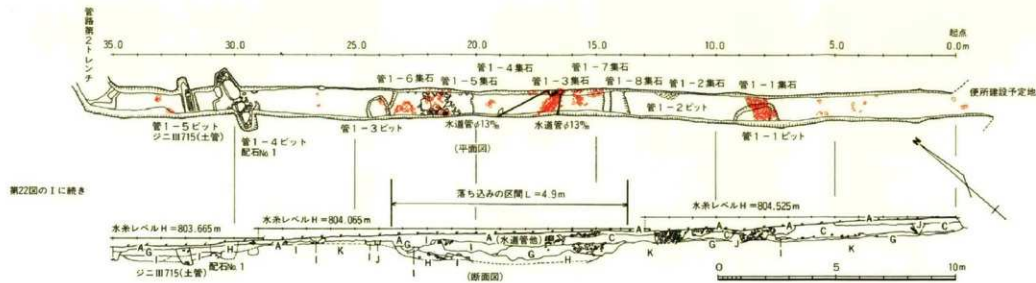 管路第2トレンチ
35.0 30.0 25.0 20.0 15.0 10.0 5.0 起点 0.0m
管1-4集石 管1-7集石
管1-6集石 管1-5集石 管1-3集石 管1-8集石 管1-2集石 管1-1集石
便所建設予定地
管1-2ピット
管1-5ピット 管1-3ピット 水道管φ13% 水道管φ13% 管1-1ピット
ジニⅢ715(土管) 管1-4ピット (平面図)
配石No.1
第22図のIに続き
落ち込みの区間L=4.9m
水糸レベルH=803.665m 水糸レベルH=804.065m 水糸レベルH=804.525m
A (水道管他)
ジニⅢ715(土管) 配石No.1
(断面図)
0 5 10m